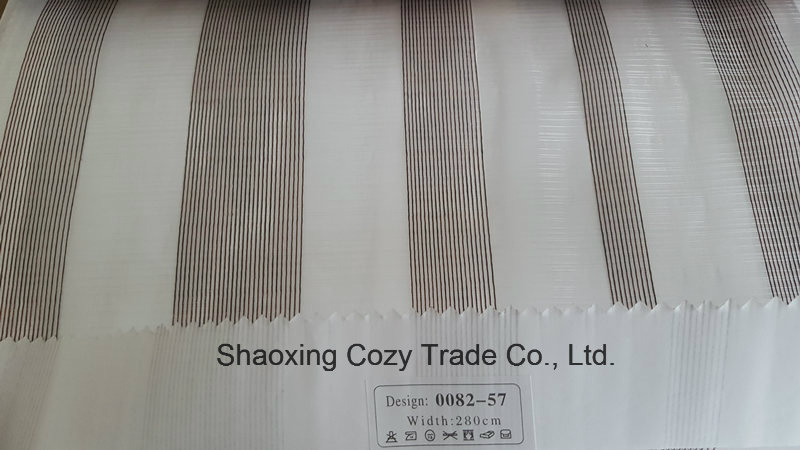 Shaoxing Cozy Trade Co., Ltd.
Design: 0082-57
Width:280cm